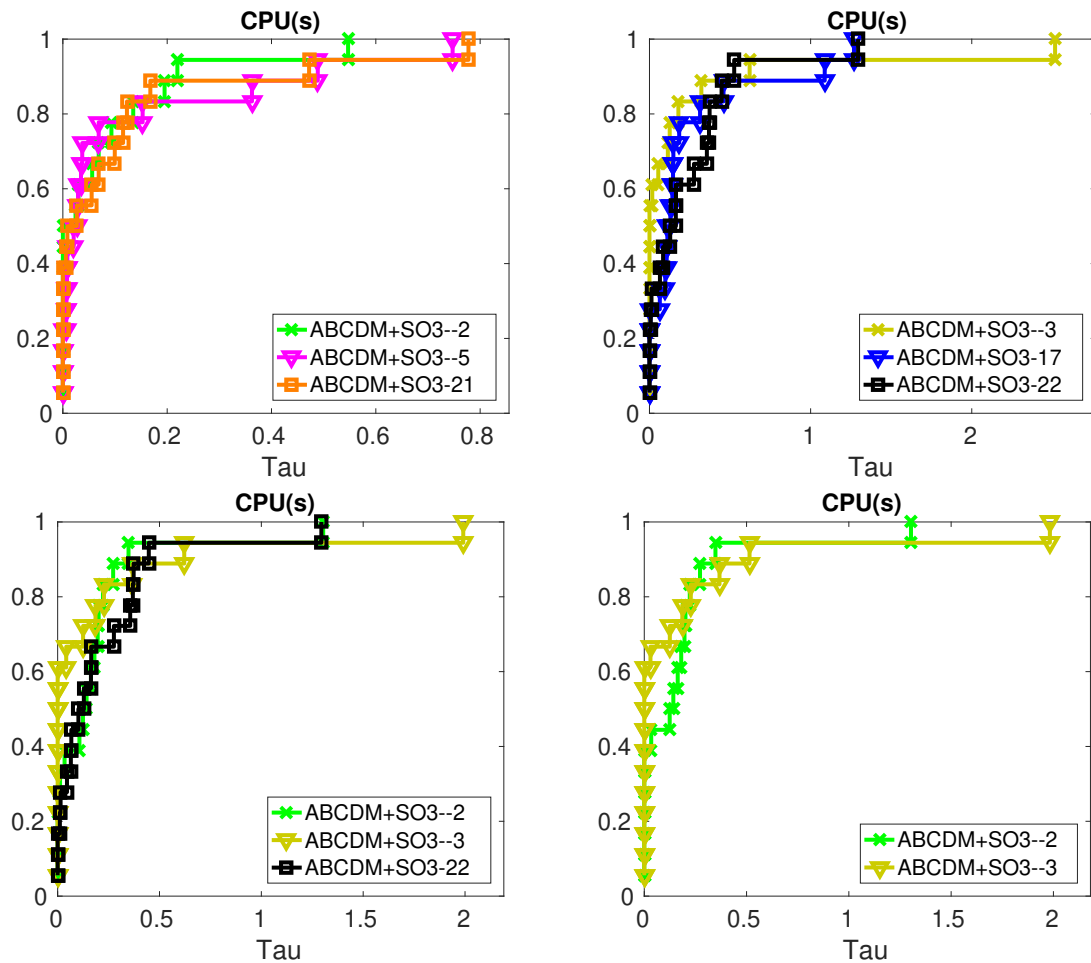 CPU(s)
1
0.8
0.6
0.4
0.2
0
ABCDM+SO3--2
ABCDM+SO3--5
ABCDM+SO3-21
0 0.2 0.4 0.6 0.8
Tau
CPU(s)
1
0.8
0.6
0.4
0.2
0
ABCDM+SO3--3
ABCDM+SO3-17
ABCDM+SO3-22
0 1 2
Tau
CPU(s)
1
0.8
0.6
0.4
0.2
0
ABCDM+SO3--2
ABCDM+SO3--3
ABCDM+SO3-22
0 0.5 1 1.5 2
Tau
CPU(s)
1
0.8
0.6
0.4
0.2
0
ABCDM+SO3--2
ABCDM+SO3--3
0 0.5 1 1.5 2
Tau